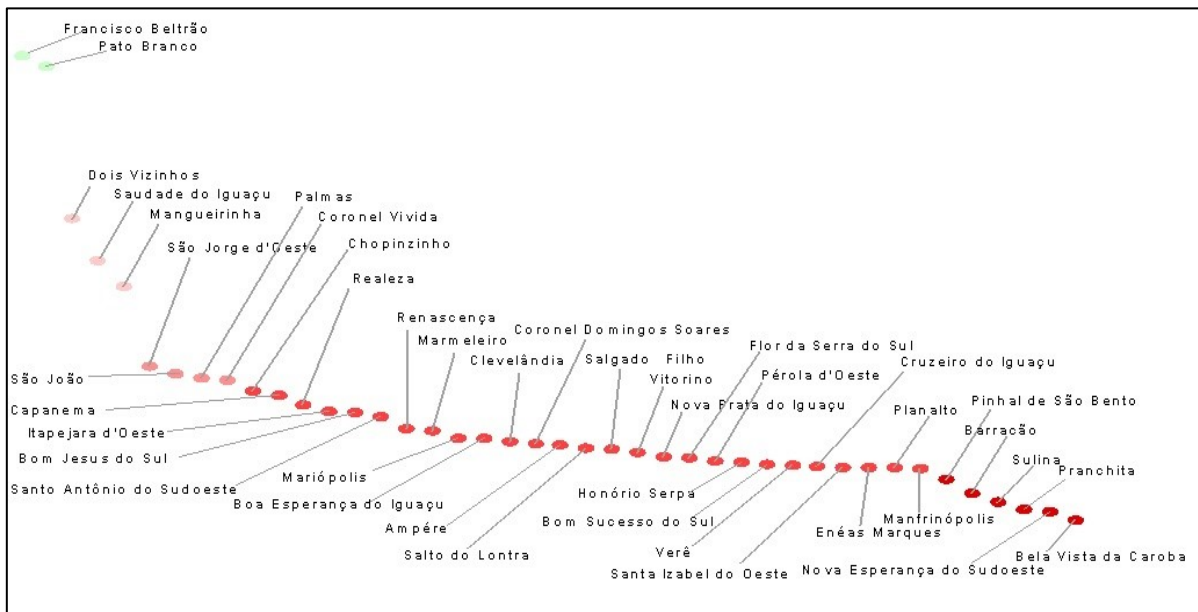 Francisco Beltrão
Pato Branco
Dois Vizinhos
Saudade do Iguaçu
Palmas
Mangueirinha
Coronel Vivida
São Jorge d'Oeste
Chopinzinho
Realeza
Renascença
Coronel Domingos Soares
Marmeleiro
Flor da Serra do Sul
Clevelândia
Salgado Filho
Cruzeiro do Iguaçu
São João
Vitorino
Pérola d'Oeste
Capanema
Nova Prata do Iguaçu
Planalto
Pinhal de São Bento
Itapejara d'Oeste
Barracão
Bom Jesus do Sul
Sulina
Mariópolis
Pranchita
Santo Antônio do Sudoeste
Honório Serpa
Boa Esperança do Iguaçu
Manfrinópolis
Ampére
Bom Sucesso do Sul
Enéas Marques
Salto do Lontra
Verê
Bela Vista da Caroba
Santa Izabel do Oeste
Nova Esperança do Sudoeste